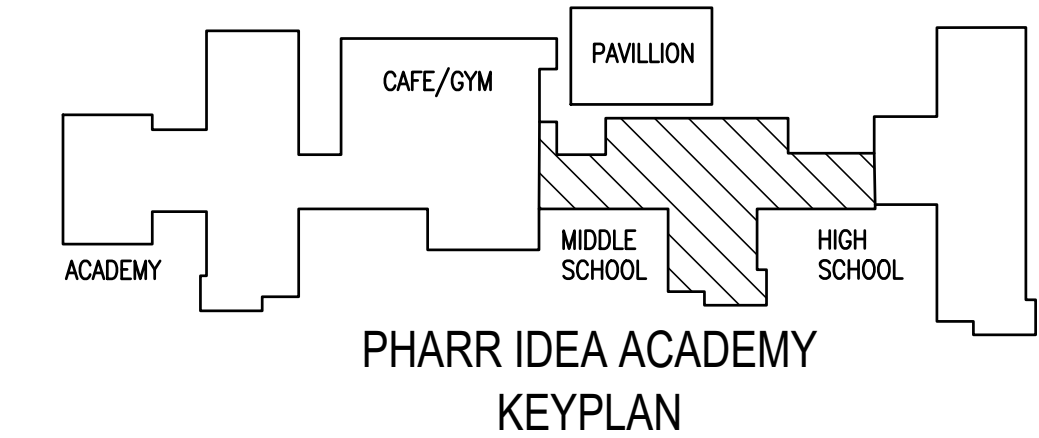 PAVILLION
CAFE/GYM
ACADEMY
MIDDLE
SCHOOL
HIGH
SCHOOL
PHARR IDEA ACADEMY
KEYPLAN